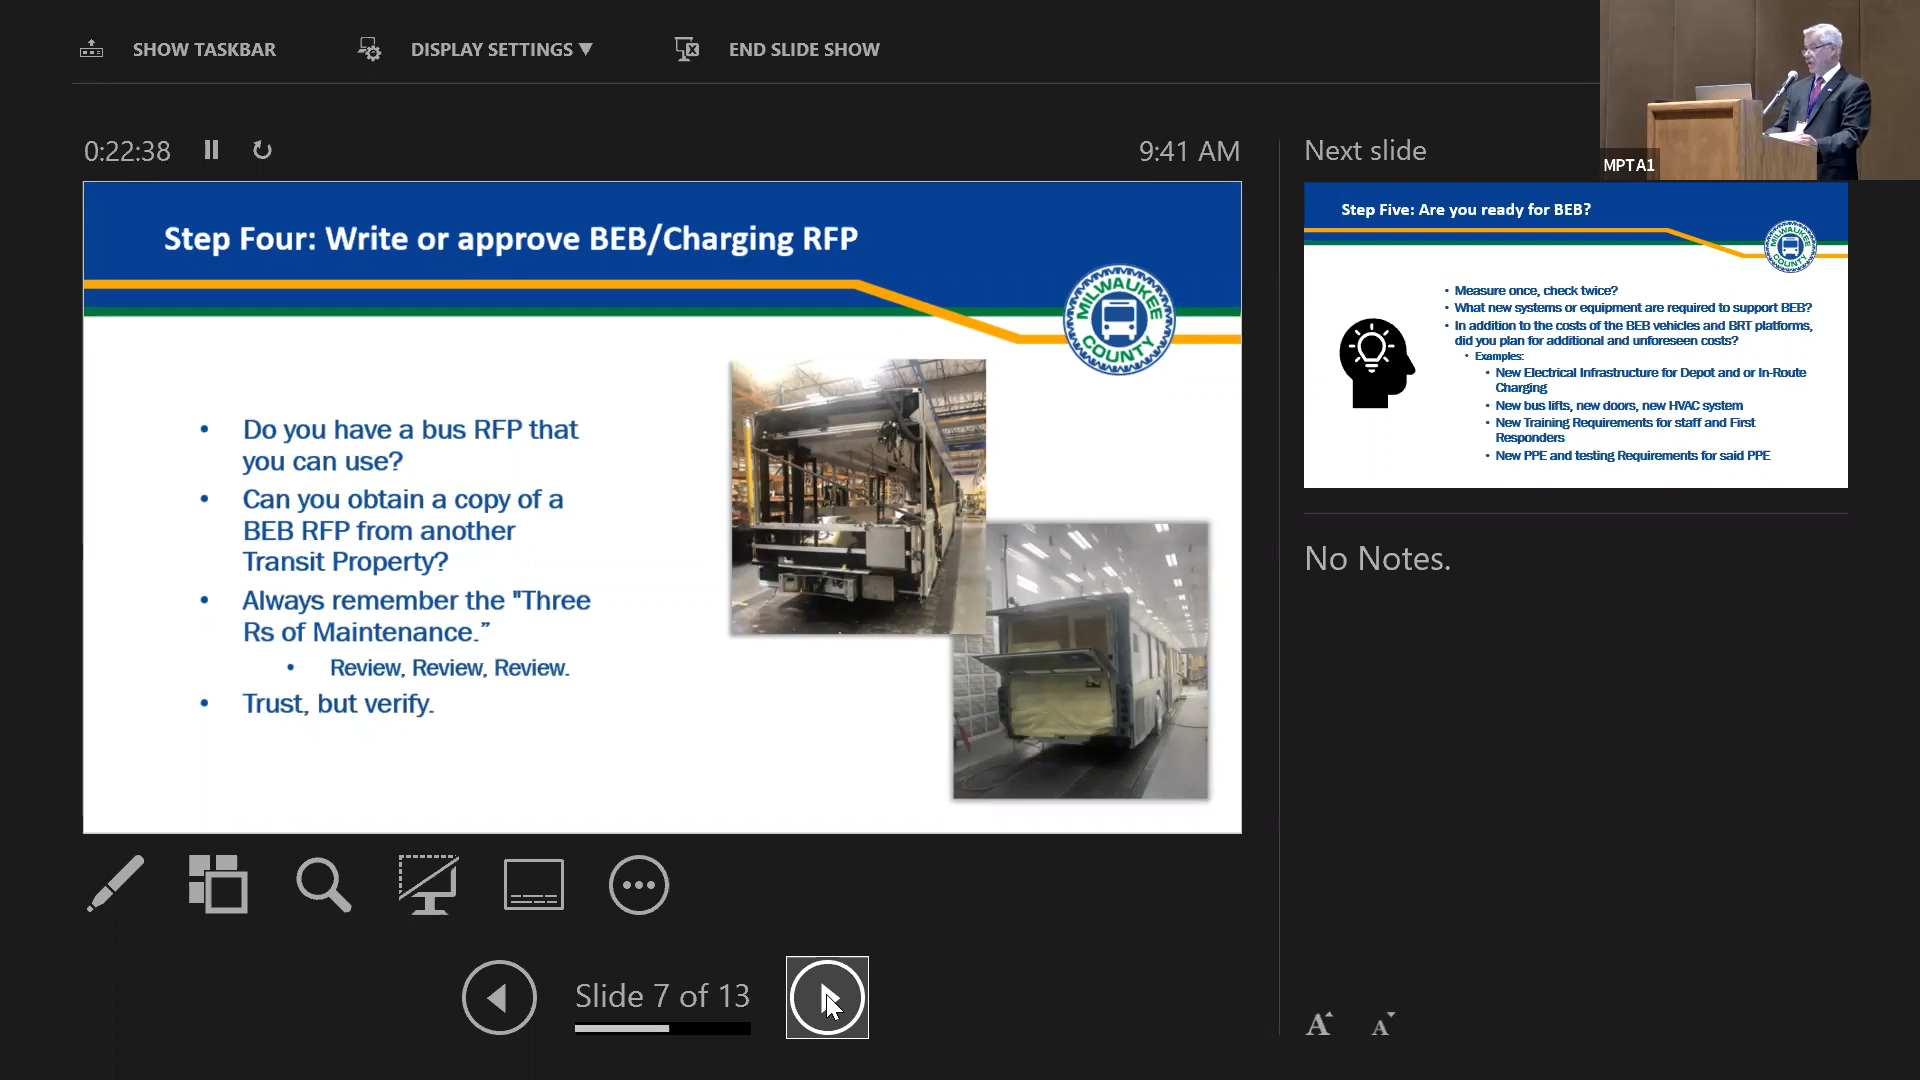 SHOW TASKBAR
DISPLAY SETTINGS ▼
END SLIDE SHOW
MPTA1
0:22:38
9:41 AM
Next slide
Step Four: Write or approve BEB/Charging RFP
MILWAUKEE
COUNTY
• Do you have a bus RFP that
you can use?
• Can you obtain a copy of a
BEB RFP from another
Transit Property?
• Always remember the "Three
Rs of Maintenance.”
• Review, Review, Review.
• Trust, but verify.
Step Five: Are you ready for BEB?
MILWAUKEE
COUNTY
• Measure once, check twice?
• What new systems or equipment are required to support BEB?
• In addition to the costs of the BEB vehicles and BRT platforms,
did you plan for additional and unforeseen costs?
• Examples:
• New Electrical Infrastructure for Depot and or In-Route
Charging
• New bus lifts, new doors, new HVAC system
• New Training Requirements for staff and First
Responders
• New PPE and testing Requirements for said PPE
No Notes.
Slide 7 of 13
A
A